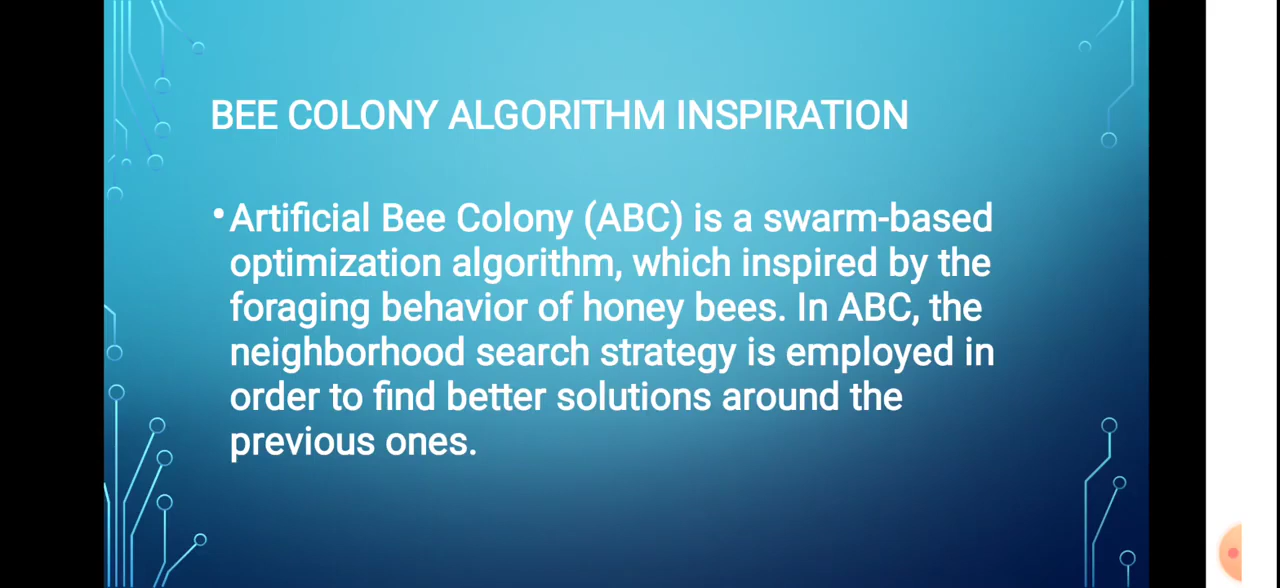 BEE COLONY ALGORITHM INSPIRATION
•Artificial Bee Colony (ABC) is a swarm-based
optimization algorithm, which inspired by the
foraging behavior of honey bees. In ABC, the
neighborhood search strategy is employed in
order to find better solutions around the
previous ones.